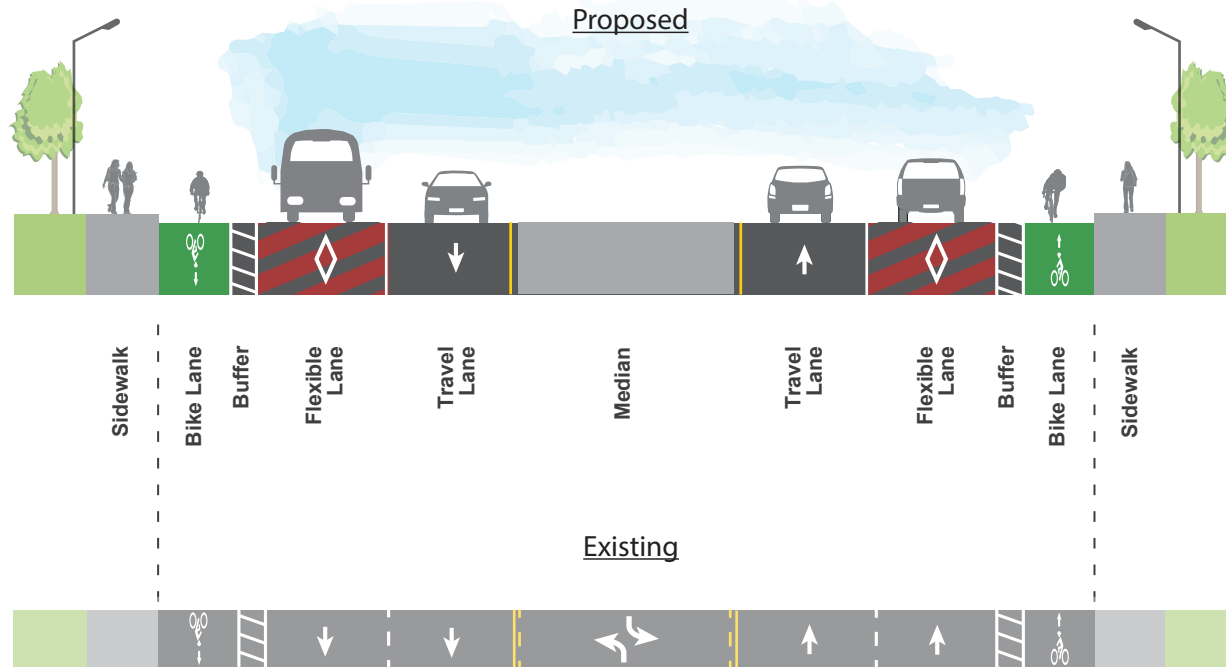 Proposed
Sidewalk
Bike Lane
Buffer
Flexible
Lane
Travel
Lane
Median
Travel
Lane
Flexible
Lane
Buffer
Bike Lane
Sidewalk
Existing